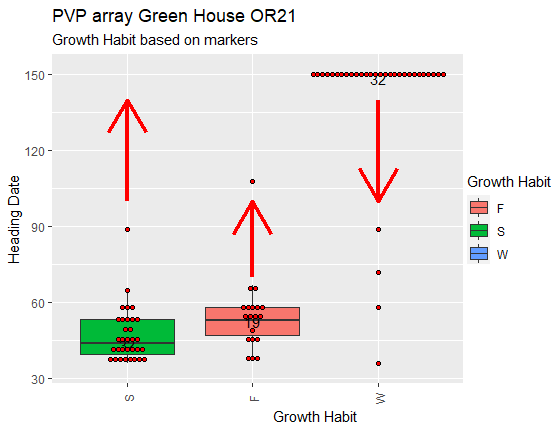 PVP array Green House OR21
Growth Habit based on markers
150
120
90
60
30
Heading Date
32
19
S
F
W
Growth Habit
Growth Habit
F
S
W